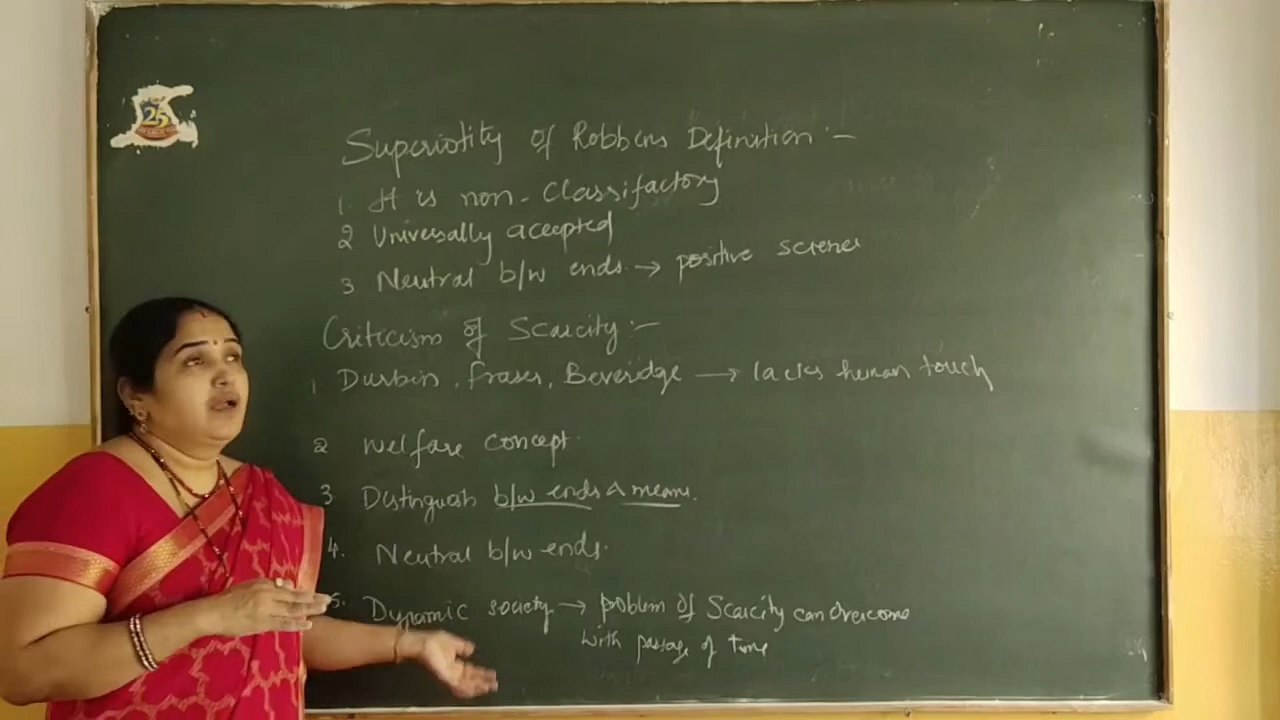 25
Superiority of Robbens Definition :-
1. It is non-Classifactory
2 Universally accepted
3 Neutral b/w ends → positive science
Criticism of Scarcity :-
1 Durbin, Fraser, Beveridge → lacks human touch
2 Welfare concept.
3 Distinguish b/w ends & means.
4. Neutral b/w ends.
5. Dynamic society → problem of Scarcity can Overcome
with passage of time